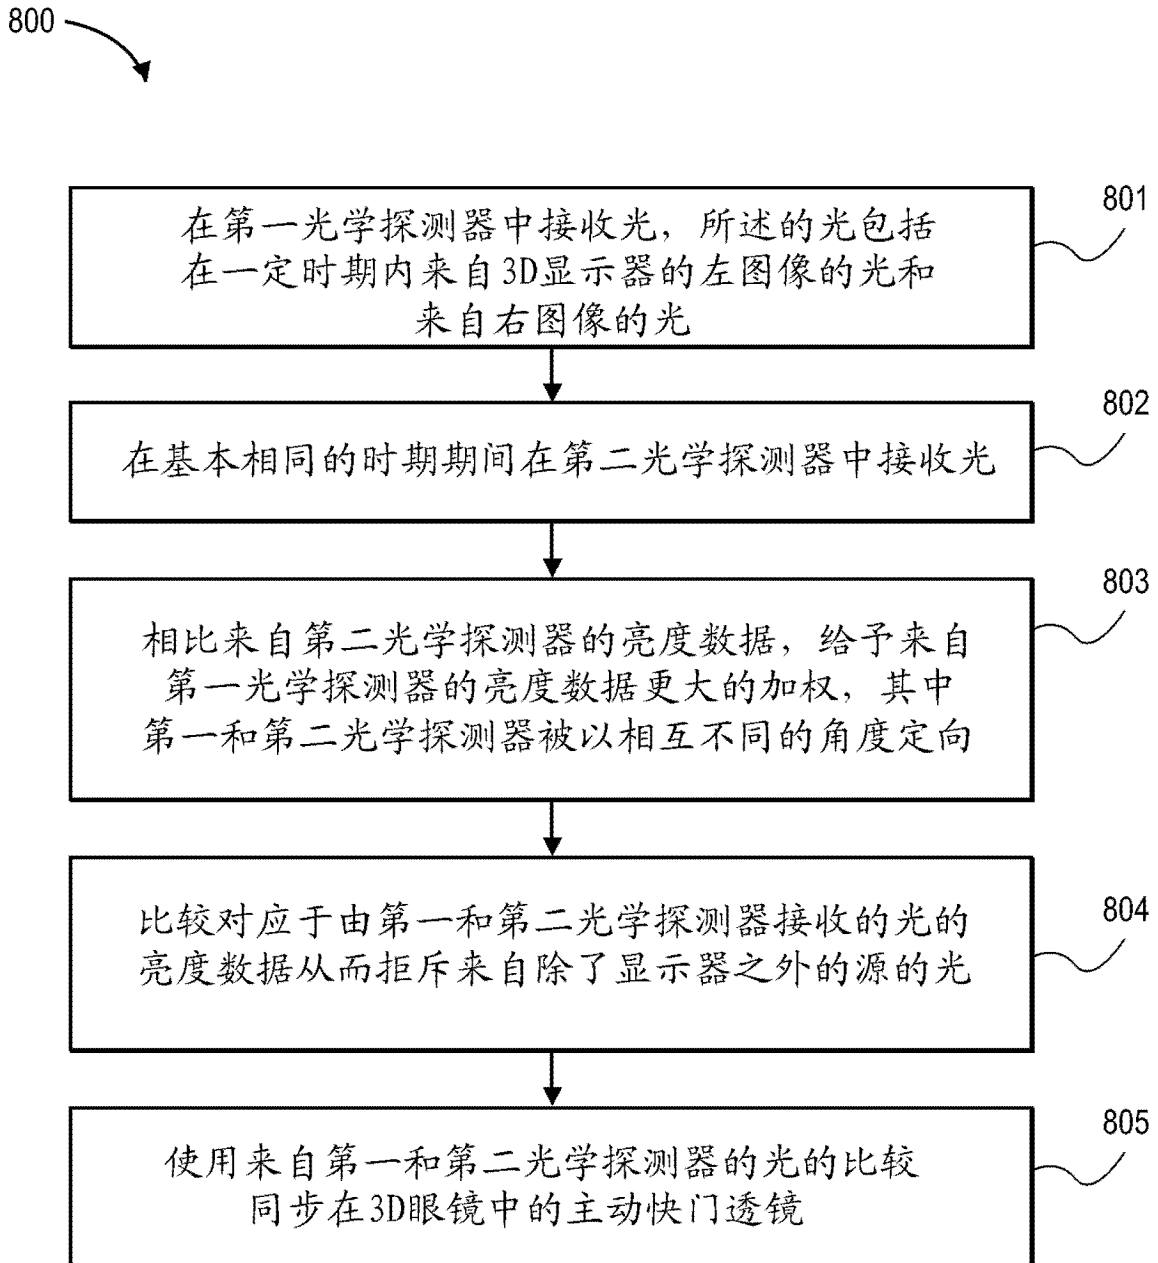 800
801
在第一光学探测器中接收光，所述的光包括
在一定时期内来自3D显示器的左图像的光和
来自右图像的光
802
在基本相同的时期期间在第二光学探测器中接收光
803
相比来自第二光学探测器的亮度数据，给予来自
第一光学探测器的亮度数据更大的加权，其中
第一和第二光学探测器被以相互不同的角度定向
804
比较对应于由第一和第二光学探测器接收的光的
亮度数据从而拒斥来自除了显示器之外的源的光
805
使用来自第一和第二光学探测器的光的比较
同步在3D眼镜中的主动快门透镜